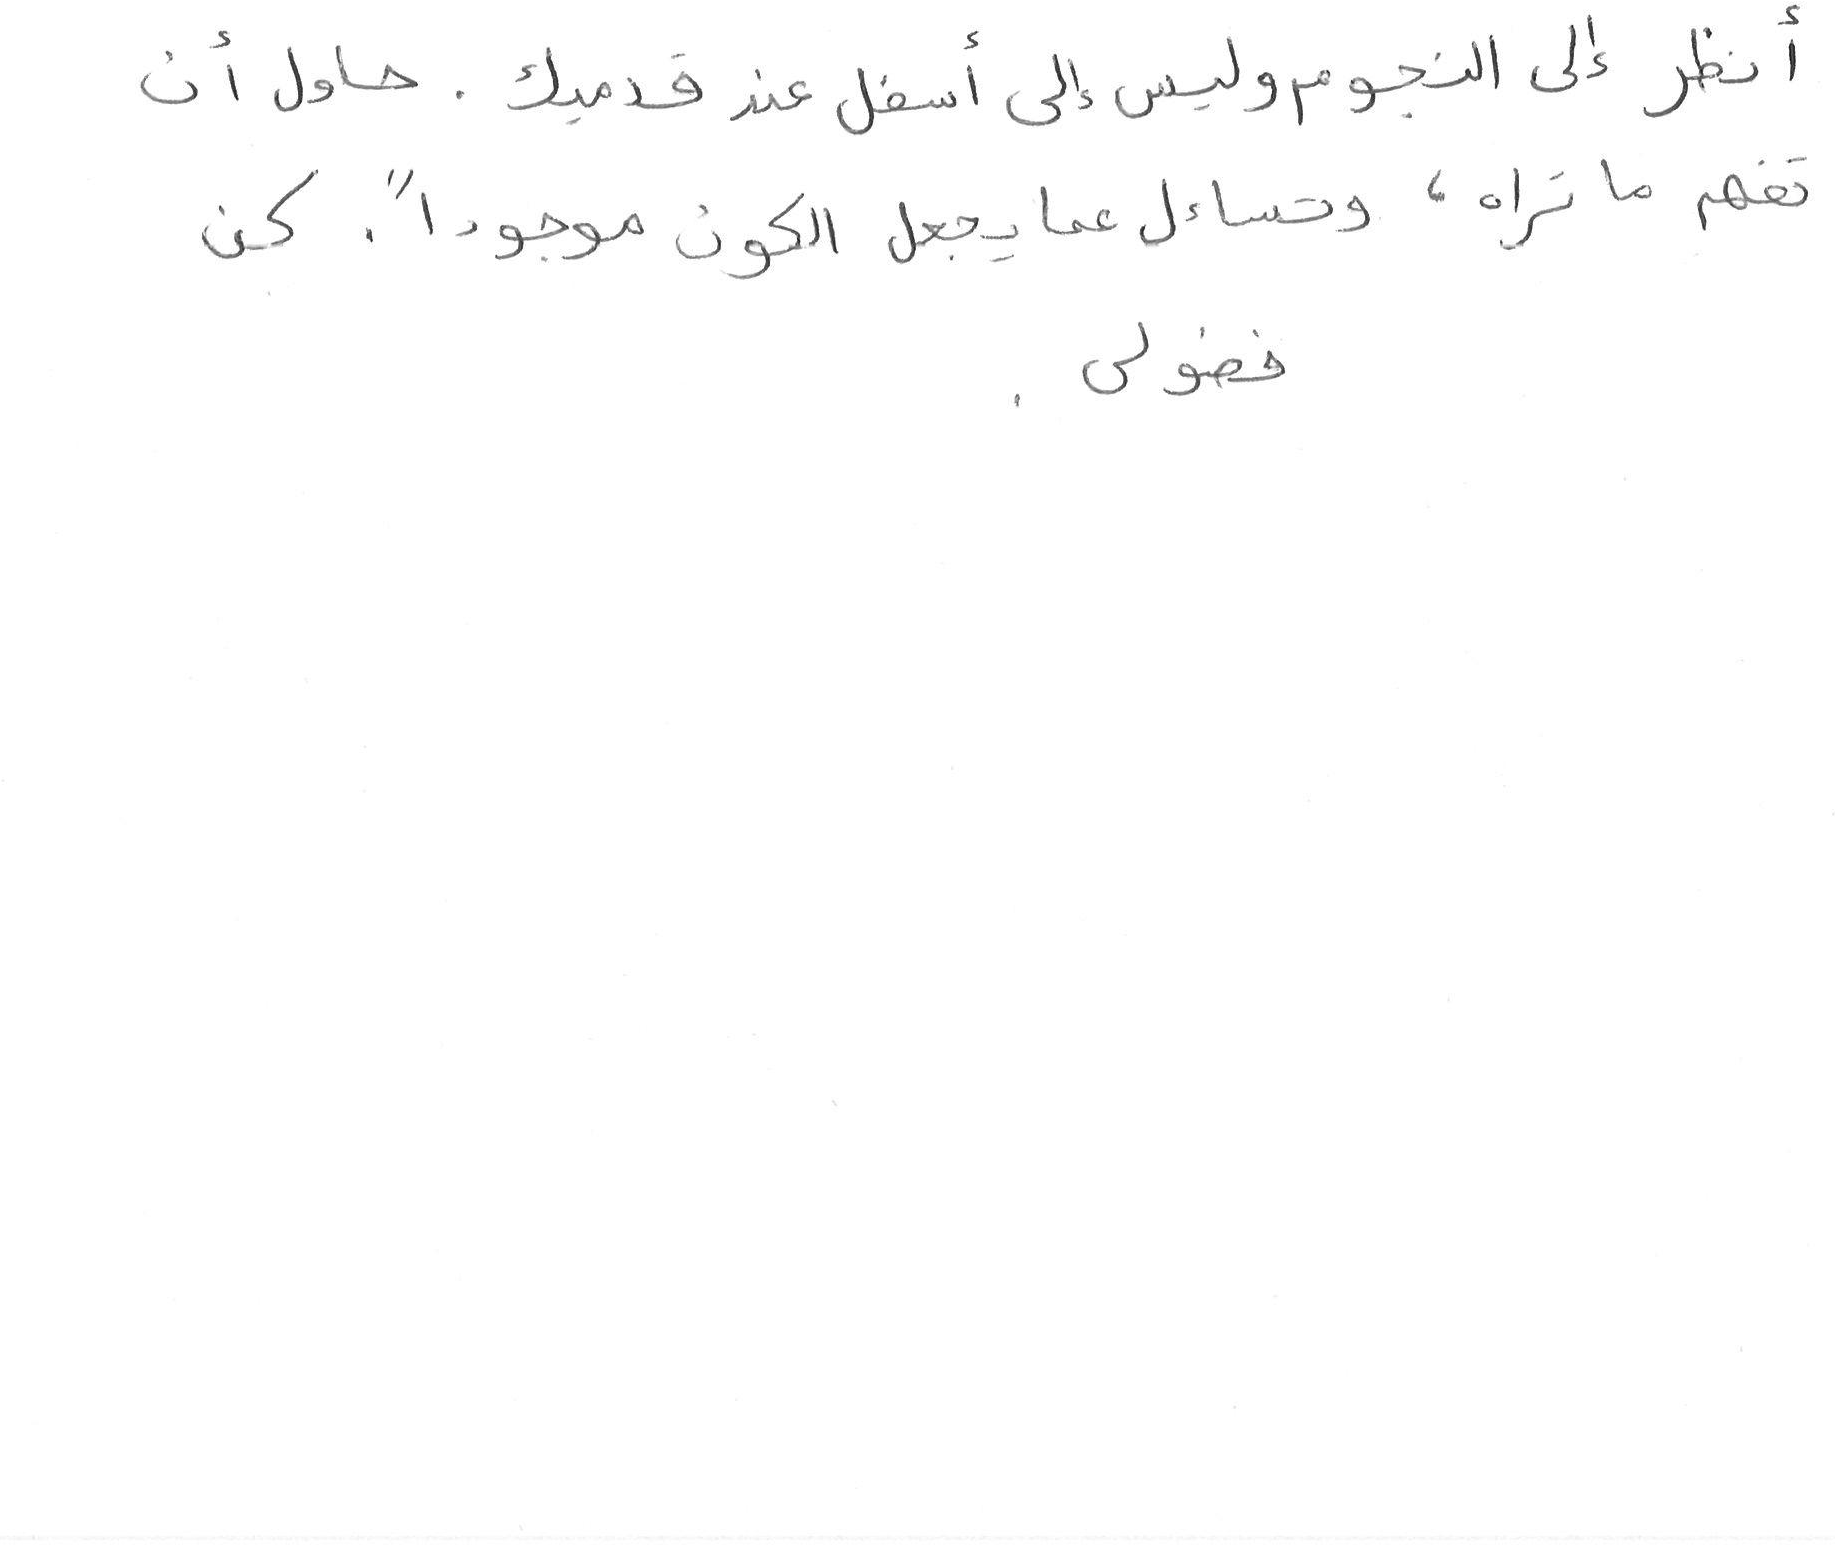 أنظر إلى النجوم وليس إلى أسفل عند قدميك . حاول أن
تفهم ما تراه ، وتساءل عما يجعل الكون موجوداً . كن
فضولى .